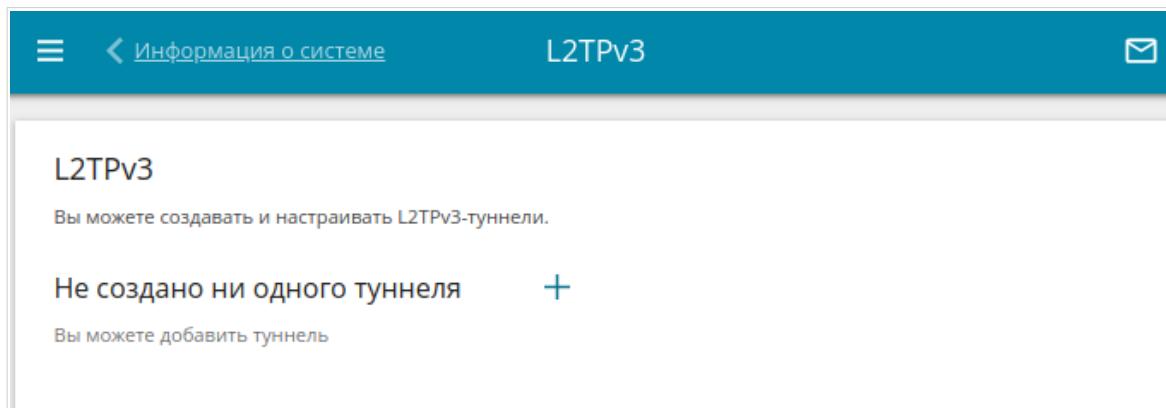 Информация о системе
L2TPv3
L2TPv3
Вы можете создавать и настраивать L2TPv3-туннели.
Не создано ни одного туннеля
Вы можете добавить туннель